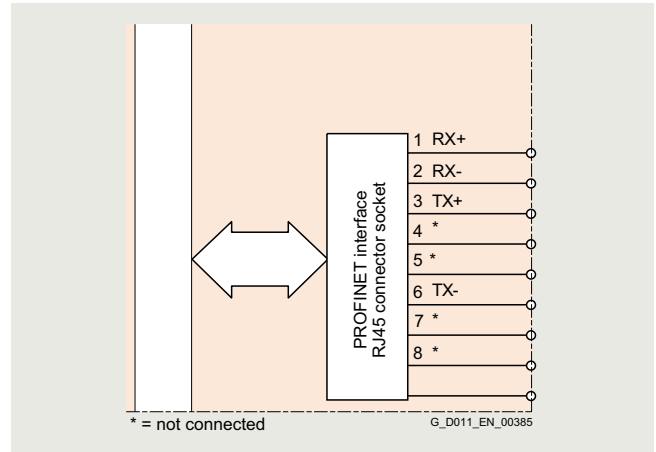 1 RX+
2 RX-
3 TX+
4 *
5 *
6 TX-
7 *
8 *
PROFINET interface
RJ45 connector socket
* = not connected
G_D011_EN_00385